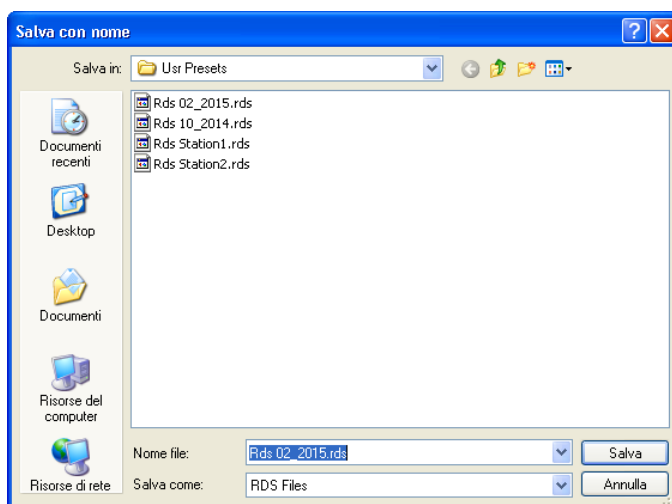 Salva con nome
Salva in:
Usr Presets
Rds 02_2015.rds
Rds 10_2014.rds
Rds Station1.rds
Rds Station2.rds
Documenti
recenti
Desktop
Documenti
Risorse del
computer
Risorse di rete
Nome file:
Rds 02_2015.rds
Salva
Salva come:
RDS Files
Annulla